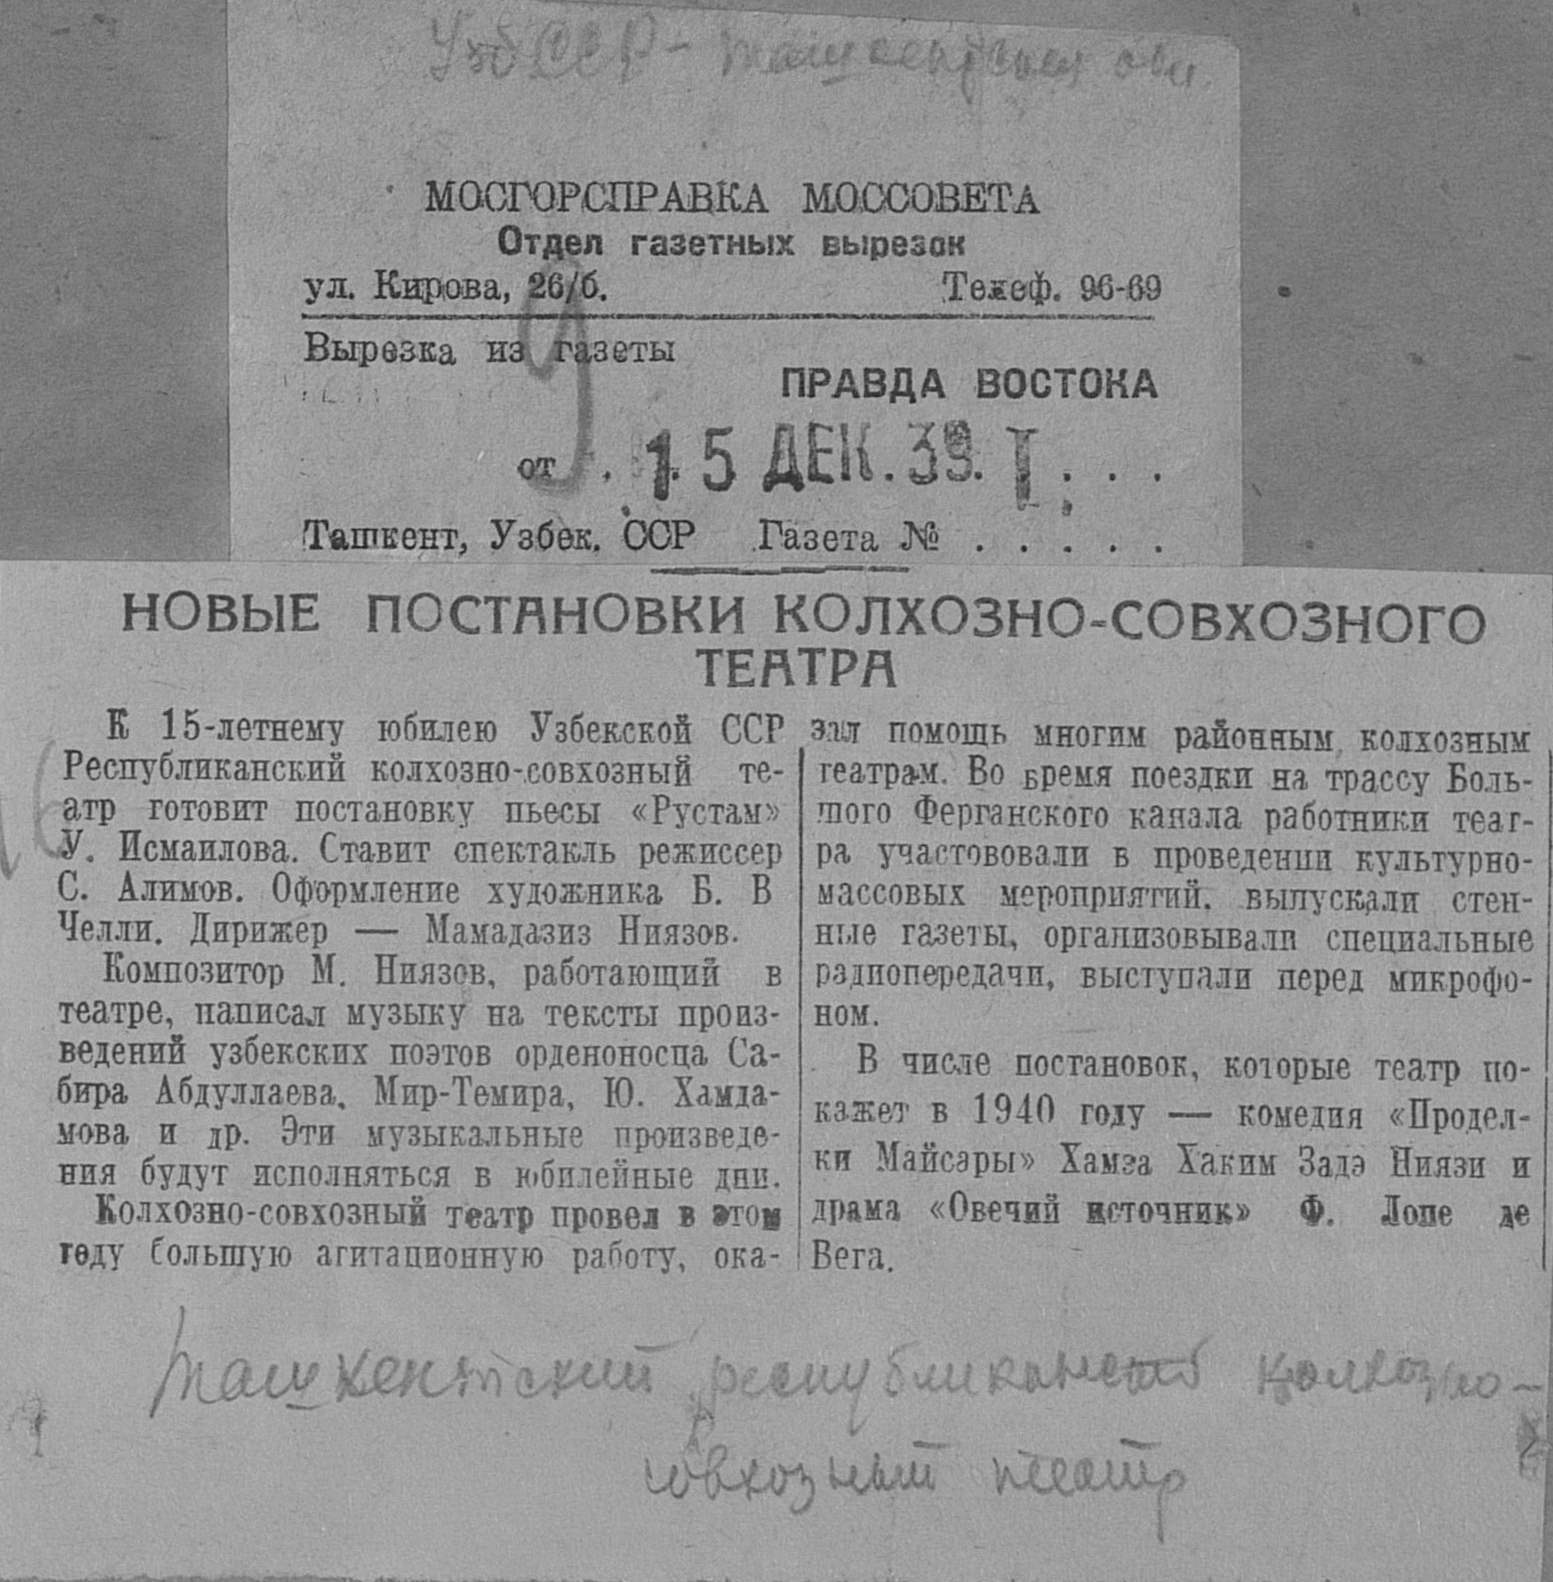 УзбССР - Ташкентская обл.
МОСГОРСПРАВКА МОССОВЕТА
Отдел газетных вырезок
ул. Кирова, 26/б. Телеф. 96-69
Вырезка из газеты
ПРАВДА ВОСТОКА
от . 15 ДЕК. 39. I . . . .
Ташкент, Узбек. ССР Газета № . . . . .
НОВЫЕ ПОСТАНОВКИ КОЛХОЗНО-СОВХОЗНОГО
ТЕАТРА
К 15-летнему юбилею Узбекской ССР
Республиканский колхозно-совхозный те-
атр готовит постановку пьесы «Рустам»
У. Исмаилова. Ставит спектакль режиссер
С. Алимов. Оформление художника Б. В
Челли. Дирижер — Мамадазиз Ниязов.
Композитор М. Ниязов, работающий в
театре, написал музыку на тексты произ-
ведений узбекских поэтов орденоносца Са-
бира Абдуллаева, Мир-Темира, Ю. Хамда-
мова и др. Эти музыкальные произведе-
ния будут исполняться в юбилейные дни.
Колхозно-совхозный театр провел в этом
году большую агитационную работу, ока-
зал помощь многим районным, колхозным
театрам. Во время поездки на трассу Боль-
шого Ферганского канала работники теат-
ра участвовали в проведении культурно-
массовых мероприятий, выпускали стен-
ные газеты, организовывали специальные
радиопередачи, выступали перед микрофо-
ном.
В числе постановок, которые театр по-
кажет в 1940 году — комедия «Продел-
ки Майсары» Хамза Хаким Задэ Ниязи и
драма «Овечий источник» Ф. Лопе де
Вега.
Ташкентский республиканский колхозно-
совхозный театр